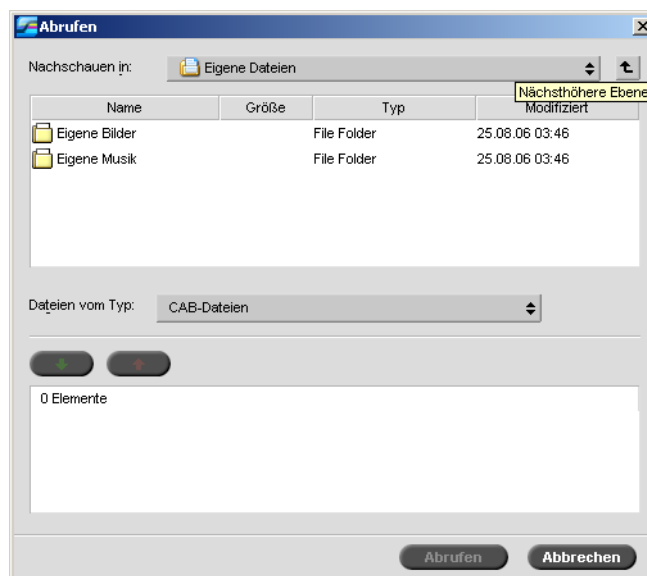 Abrufen
Nachschauen in: Eigene Dateien
Nächsthöhere Ebene
Name Größe Typ Modifiziert
Eigene Bilder File Folder 25.08.06 03:46
Eigene Musik File Folder 25.08.06 03:46
Dateien vom Typ: CAB-Dateien
0 Elemente
Abrufen Abbrechen